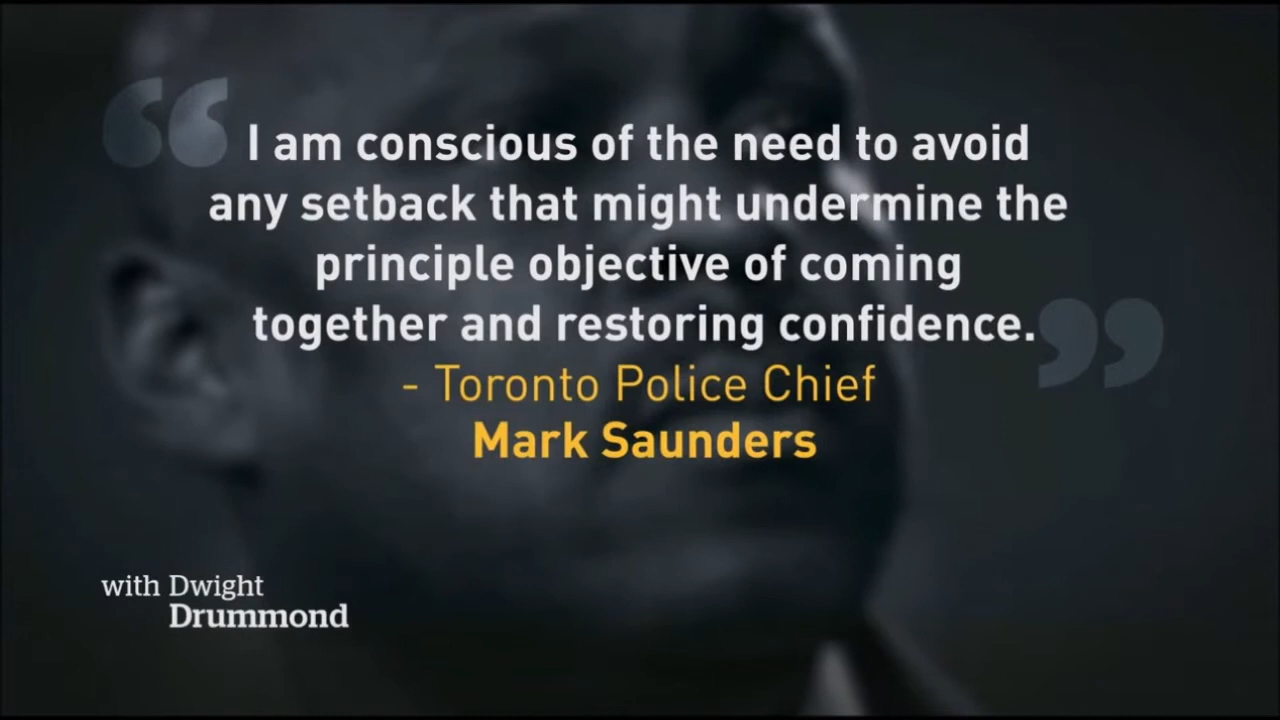 “ I am conscious of the need to avoid
any setback that might undermine the
principle objective of coming
together and restoring confidence. ”
- Toronto Police Chief
Mark Saunders
with Dwight
Drummond